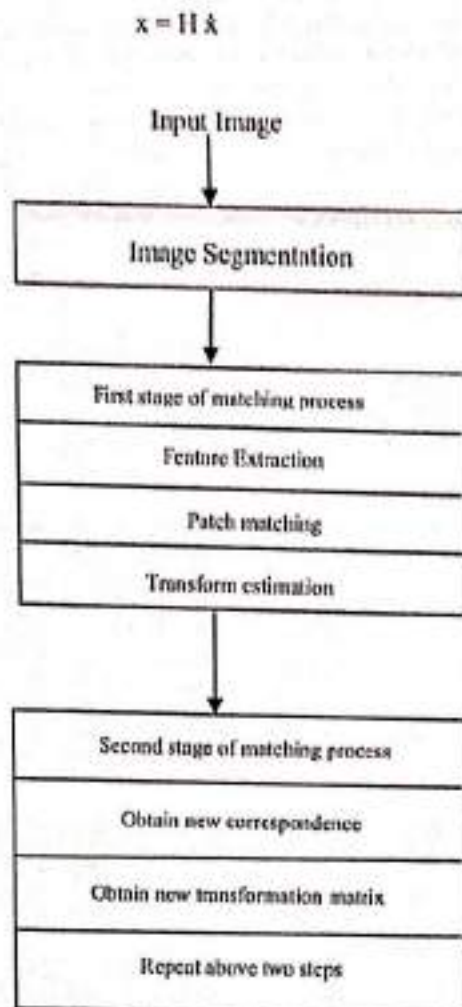 x = H x̀
Input Image
Image Segmentation
First stage of matching process
Feature Extraction
Patch matching
Transform estimation
Second stage of matching process
Obtain new correspondence
Obtain new transformation matrix
Repeat above two steps